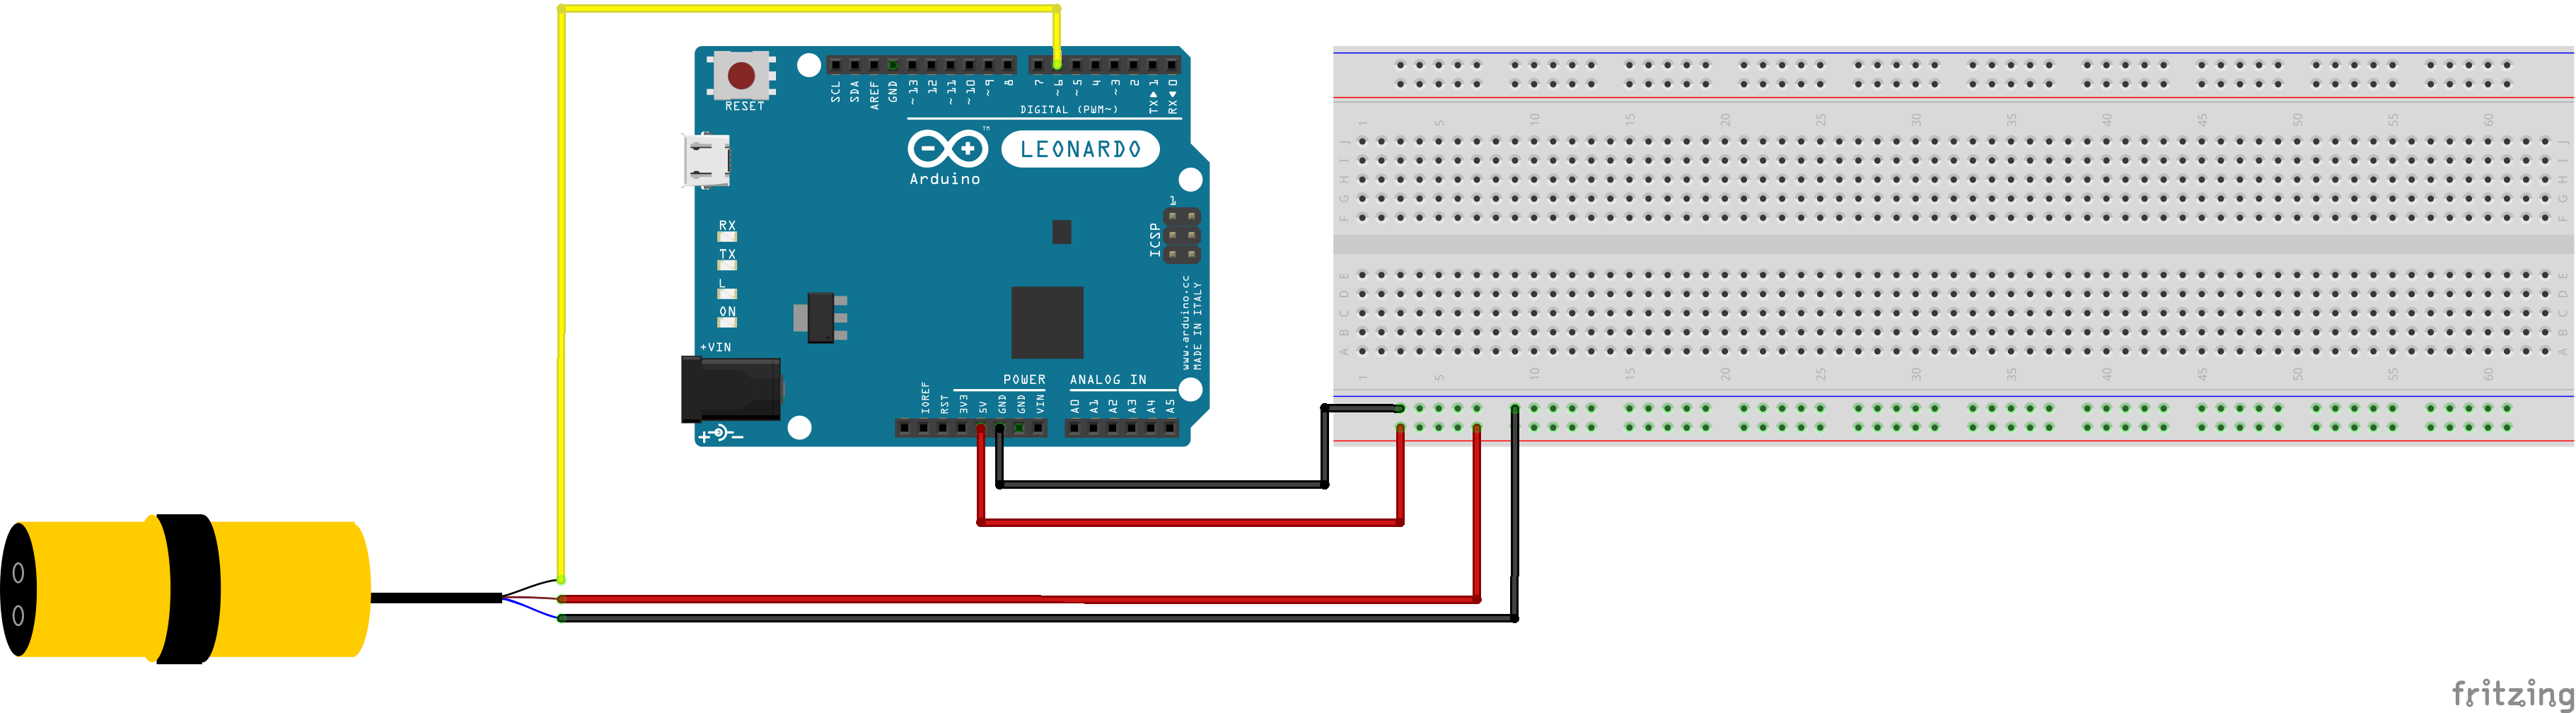 RESET
SCL
SDA
AREF
GND
~13
12
~11
~10
~9
8
7
~6
~5
4
~3
2
TX▶ 1
RX◀ 0
DIGITAL (PWM~)
TM
LEONARDO
Arduino
1
ICSP
RX
TX
L
ON
+VIN
www.arduino.cc
MADE IN ITALY
POWER
ANALOG IN
IOREF
RST
3V3
5V
GND
GND
VIN
A0
A1
A2
A3
A4
A5
1 5 10 15 20 25 30 35 40 45 50 55 60
J J
I I
H H
G G
F F
E E
D D
C C
B B
A A
1 5 10 15 20 25 30 35 40 45 50 55 60
fritzing